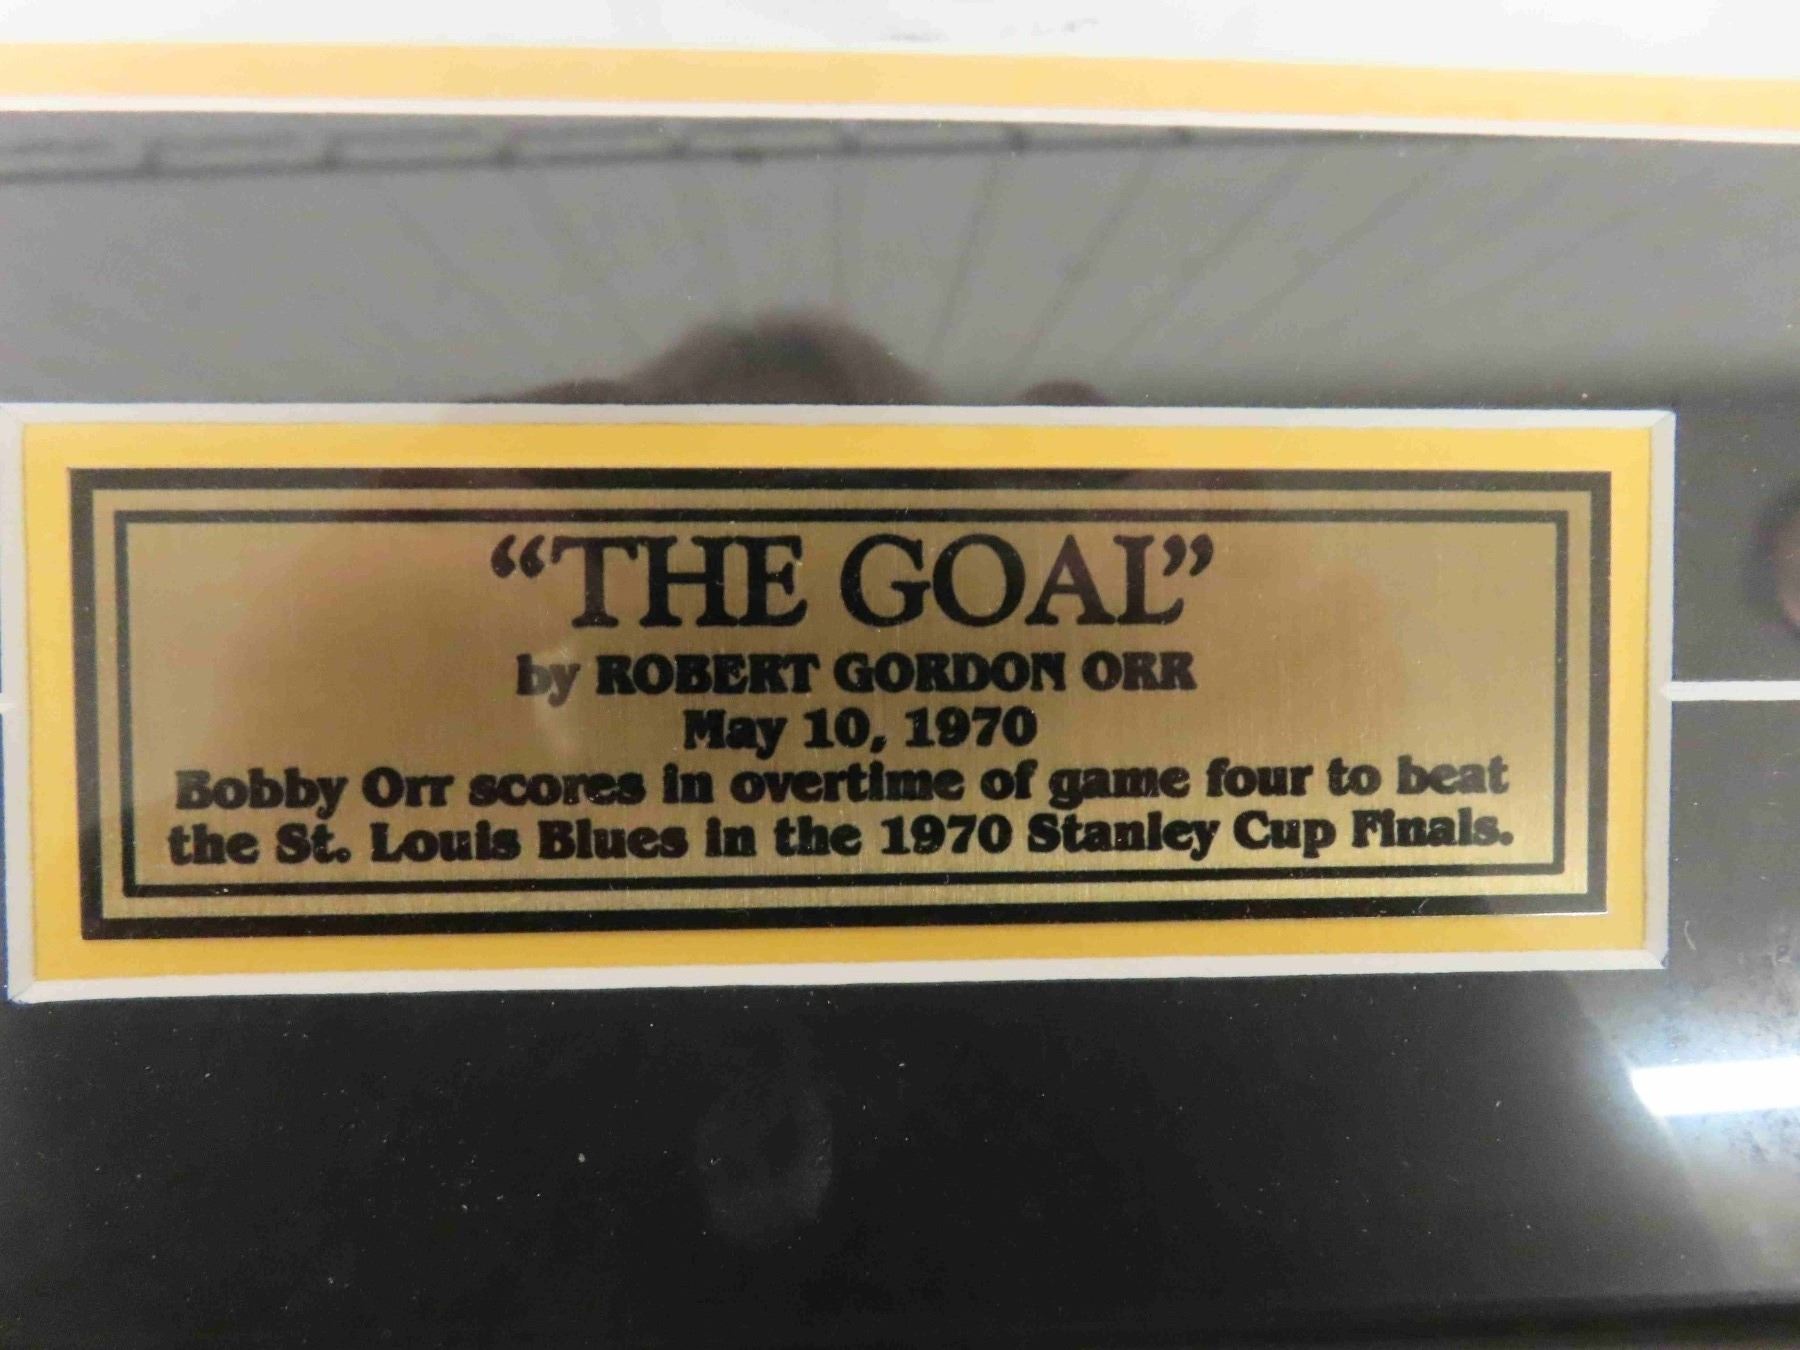 “THE GOAL”
by ROBERT GORDON ORR
May 10, 1970
Bobby Orr scores in overtime of game four to beat
the St. Louis Blues in the 1970 Stanley Cup Finals.